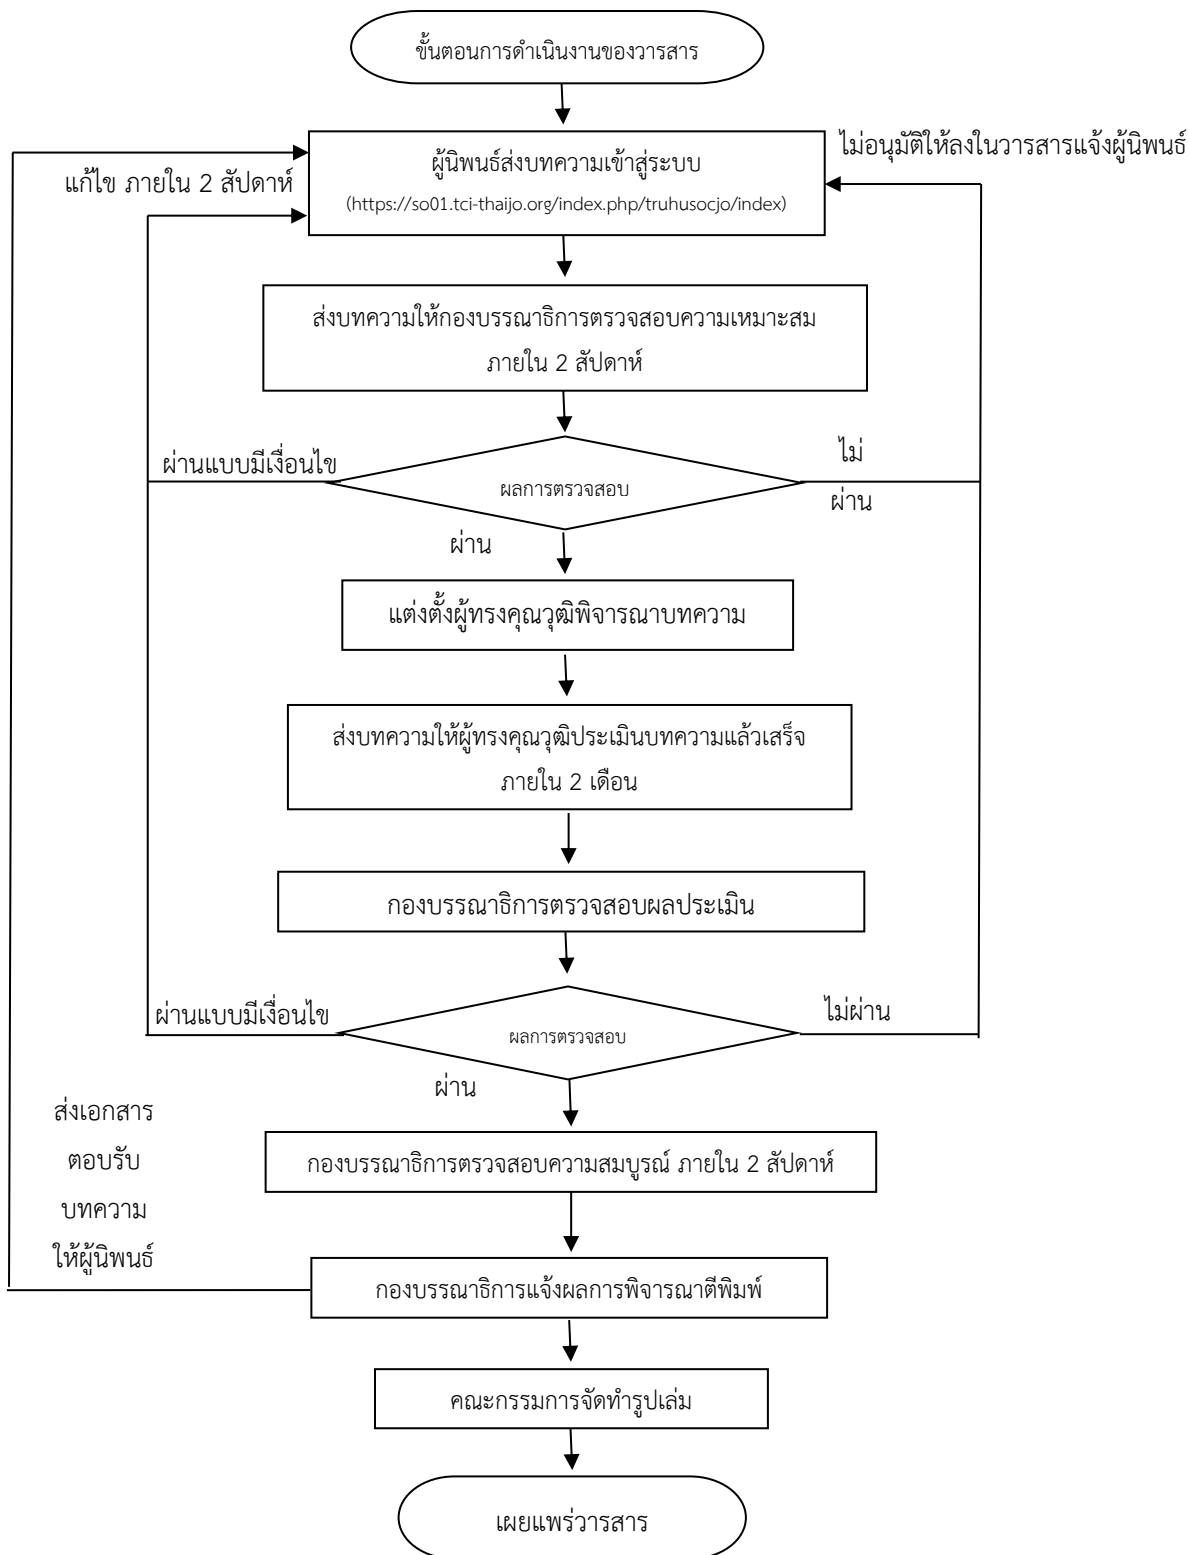 ขั้นตอนการดำเนินงานของวารสาร
ไม่อนุมัติให้ลงในวารสารแจ้งผู้นิพนธ์
ผู้นิพนธ์ส่งบทความเข้าสู่ระบบ
แก้ไข ภายใน 2 สัปดาห์
(https://so01.tci-thaijo.org/index.php/truhusocjo/index)
ส่งบทความให้กองบรรณาธิการตรวจสอบความเหมาะสม
ภายใน 2 สัปดาห์
ผ่านแบบมีเงื่อนไข
ผลการตรวจสอบ
ไม่
ผ่าน
ผ่าน
แต่งตั้งผู้ทรงคุณวุฒิพิจารณาบทความ
ส่งบทความให้ผู้ทรงคุณวุฒิประเมินบทความแล้วเสร็จ
ภายใน 2 เดือน
กองบรรณาธิการตรวจสอบผลประเมิน
ผ่านแบบมีเงื่อนไข
ผลการตรวจสอบ
ไม่ผ่าน
ผ่าน
ส่งเอกสาร
ตอบรับ
บทความ
ให้ผู้นิพนธ์
กองบรรณาธิการตรวจสอบความสมบูรณ์ ภายใน 2 สัปดาห์
กองบรรณาธิการแจ้งผลการพิจารณาตีพิมพ์
คณะกรรมการจัดทำรูปเล่ม
เผยแพร่วารสาร